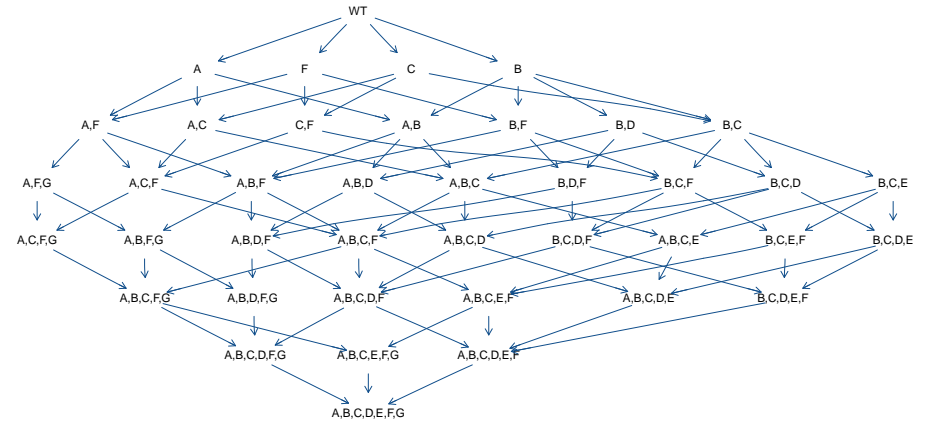 WT
A F C B
A,F A,C C,F A,B B,F B,D B,C
A,F,G A,C,F A,B,F A,B,D A,B,C B,D,F B,C,F B,C,D B,C,E
A,C,F,G A,B,F,G A,B,D,F A,B,C,F A,B,C,D B,C,D,F A,B,C,E B,C,E,F B,C,D,E
A,B,C,F,G A,B,D,F,G A,B,C,D,F A,B,C,E,F A,B,C,D,E B,C,D,E,F
A,B,C,D,F,G A,B,C,E,F,G A,B,C,D,E,F
A,B,C,D,E,F,G